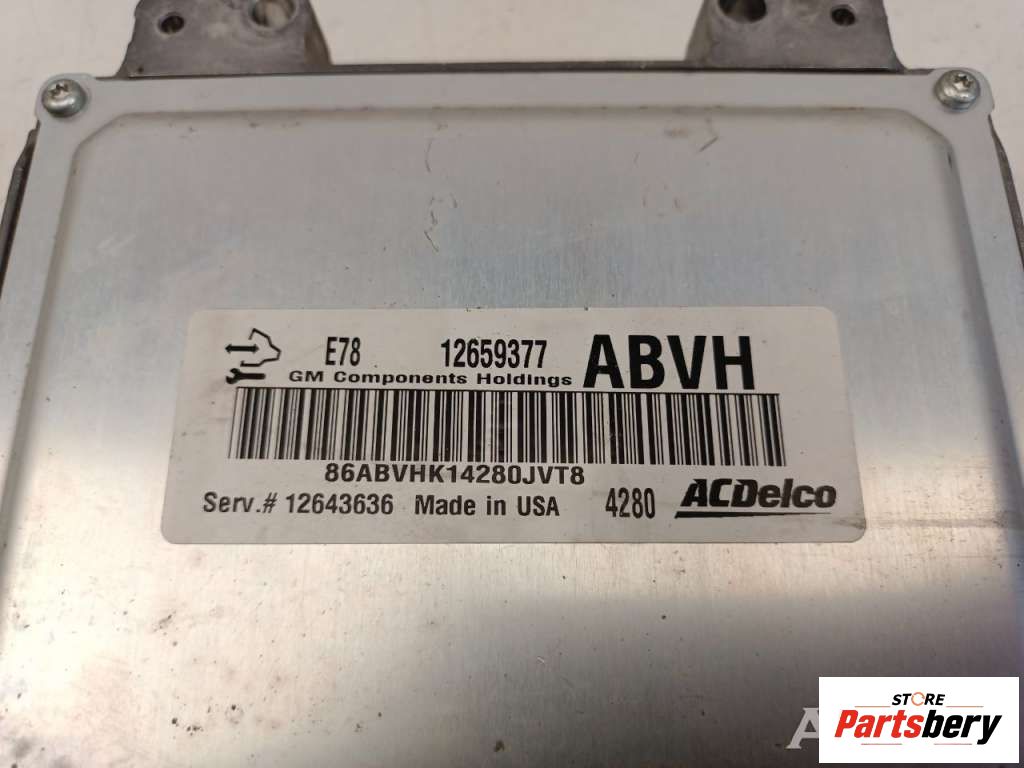 E78 12659377 ABVH
GM Components Holdings
86ABVHK14280JVT8
Serv.# 12643636 Made in USA 4280 ACDelco
STORE
Partsbery